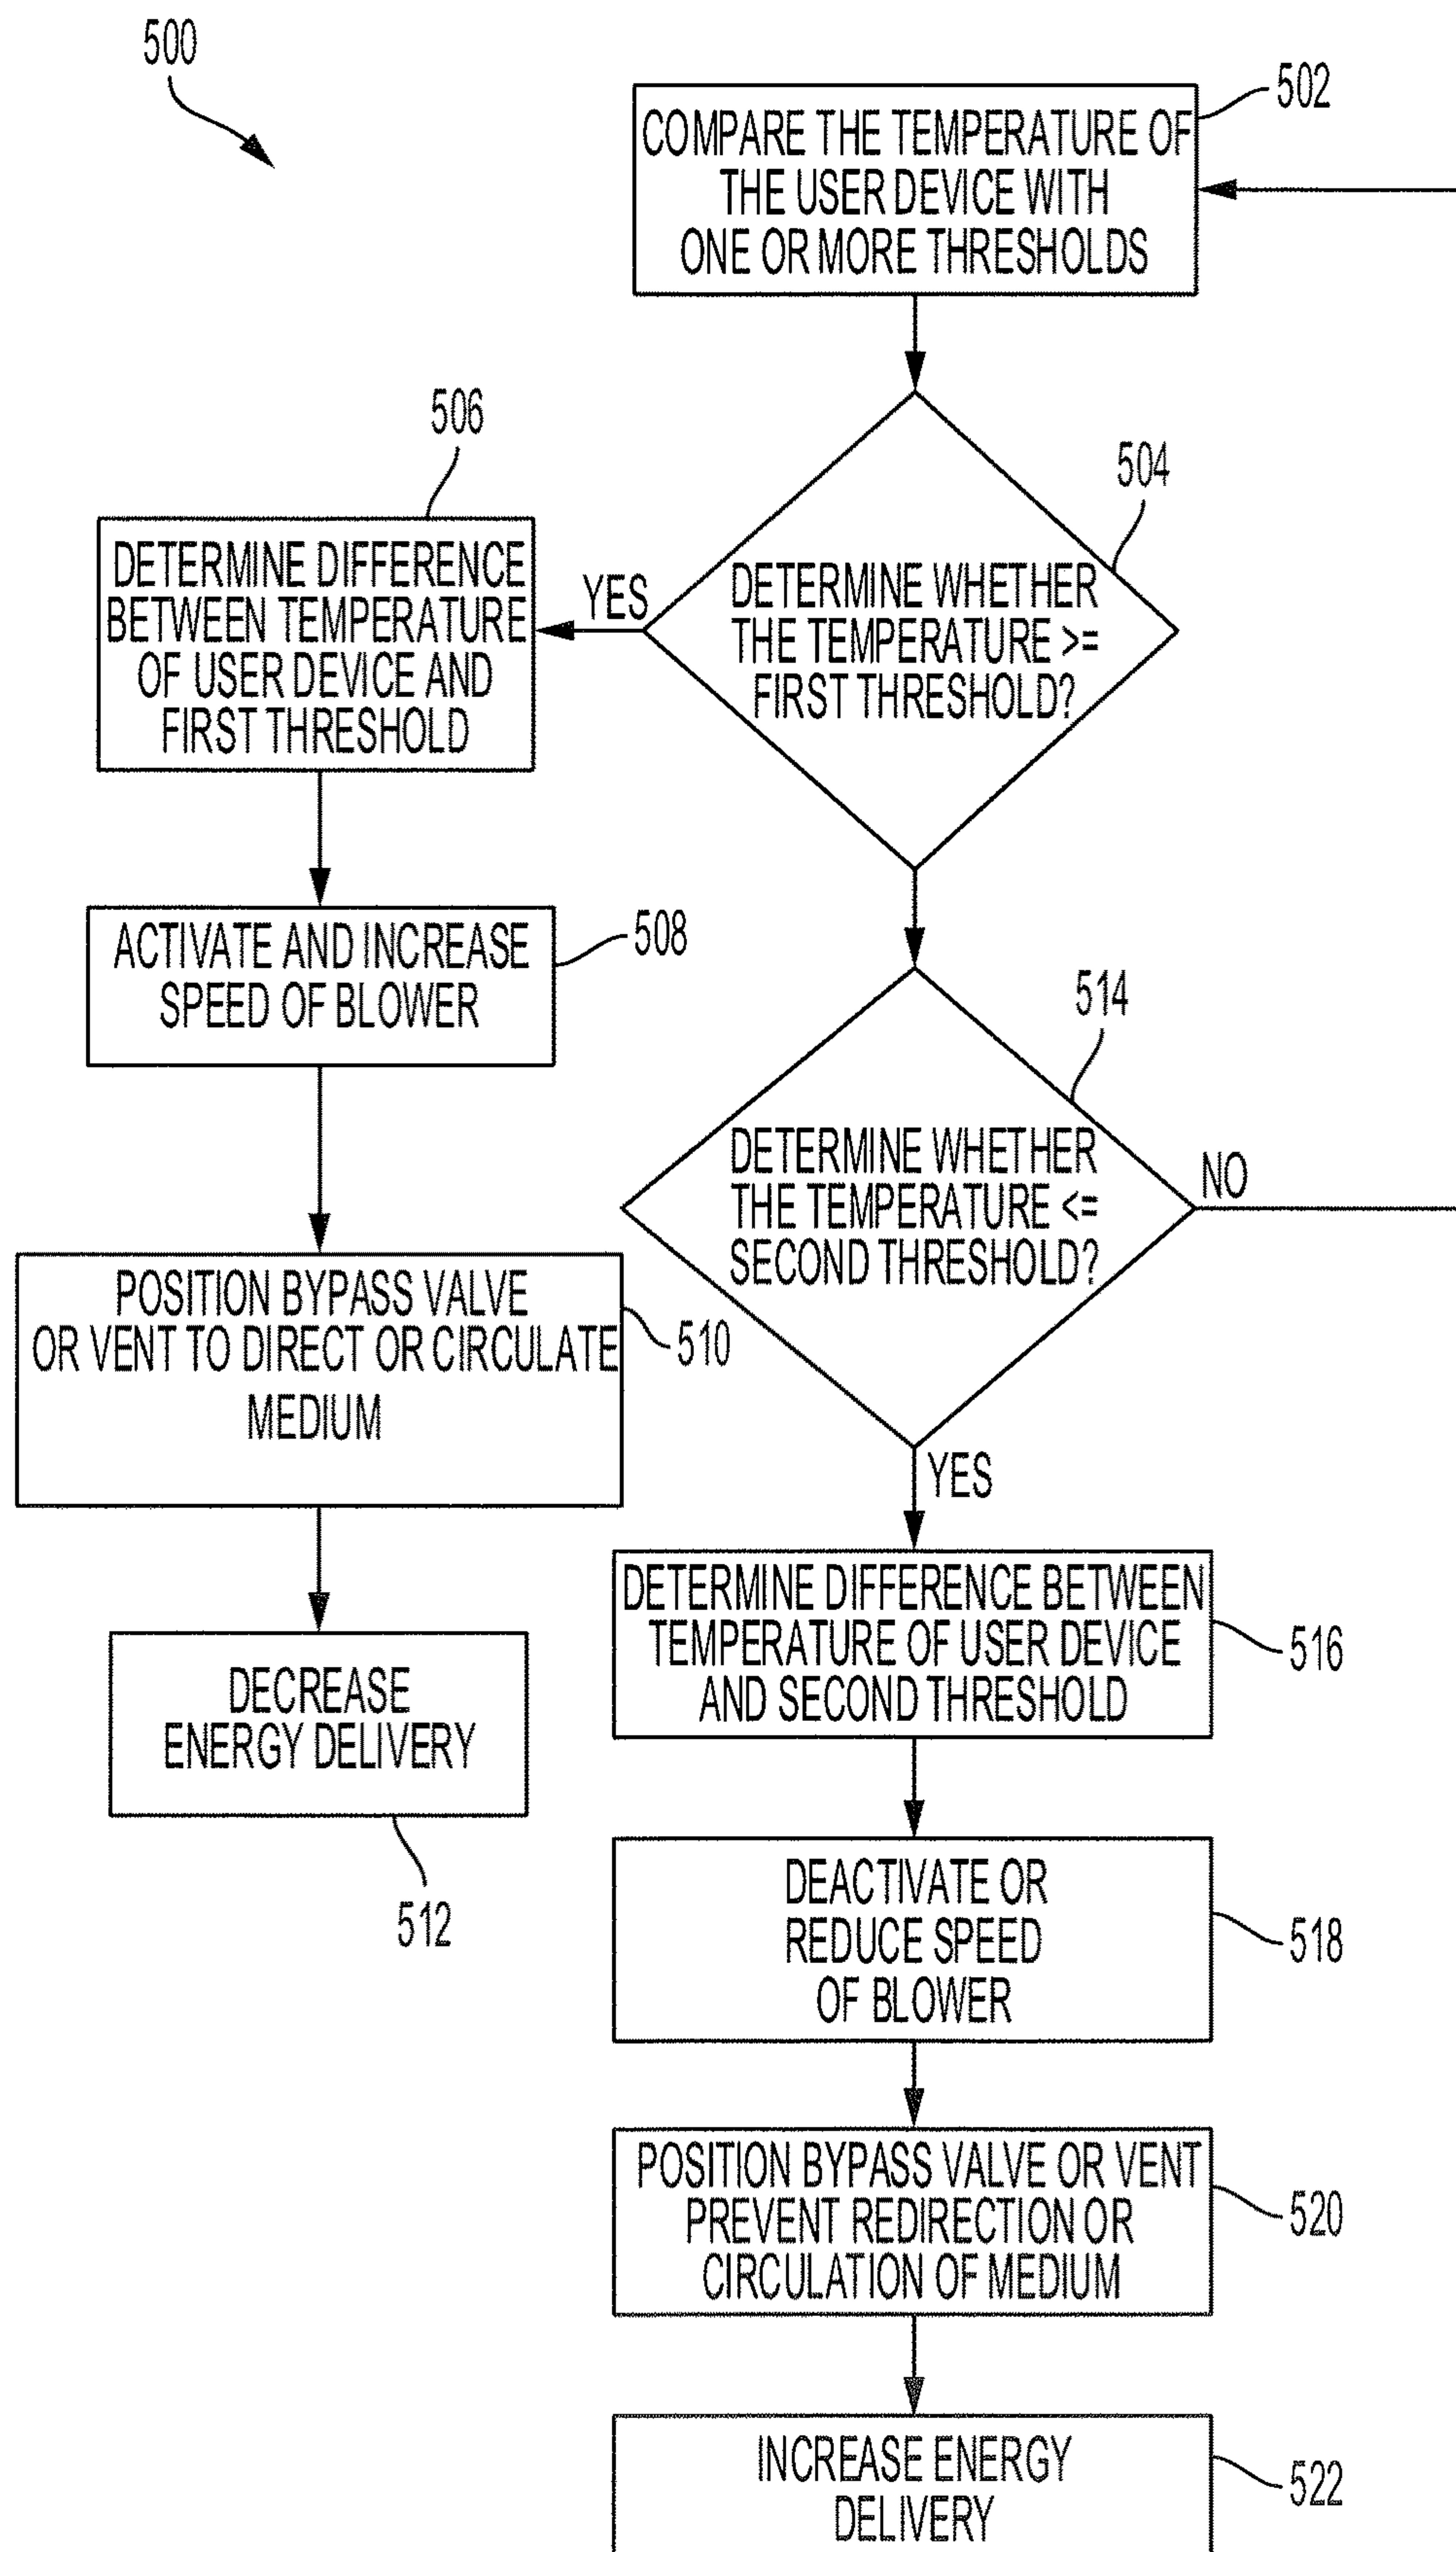 500
502
COMPARE THE TEMPERATURE OF
THE USER DEVICE WITH
ONE OR MORE THRESHOLDS
504
DETERMINE WHETHER
THE TEMPERATURE >=
FIRST THRESHOLD?
YES
506
DETERMINE DIFFERENCE
BETWEEN TEMPERATURE
OF USER DEVICE AND
FIRST THRESHOLD
ACTIVATE AND INCREASE
SPEED OF BLOWER
508
POSITION BYPASS VALVE
OR VENT TO DIRECT OR CIRCULATE
MEDIUM
510
DECREASE
ENERGY DELIVERY
512
514
DETERMINE WHETHER
THE TEMPERATURE <=
SECOND THRESHOLD?
NO
YES
DETERMINE DIFFERENCE BETWEEN
TEMPERATURE OF USER DEVICE
AND SECOND THRESHOLD
516
DEACTIVATE OR
REDUCE SPEED
OF BLOWER
518
POSITION BYPASS VALVE OR VENT
PREVENT REDIRECTION OR
CIRCULATION OF MEDIUM
520
INCREASE ENERGY
DELIVERY
522